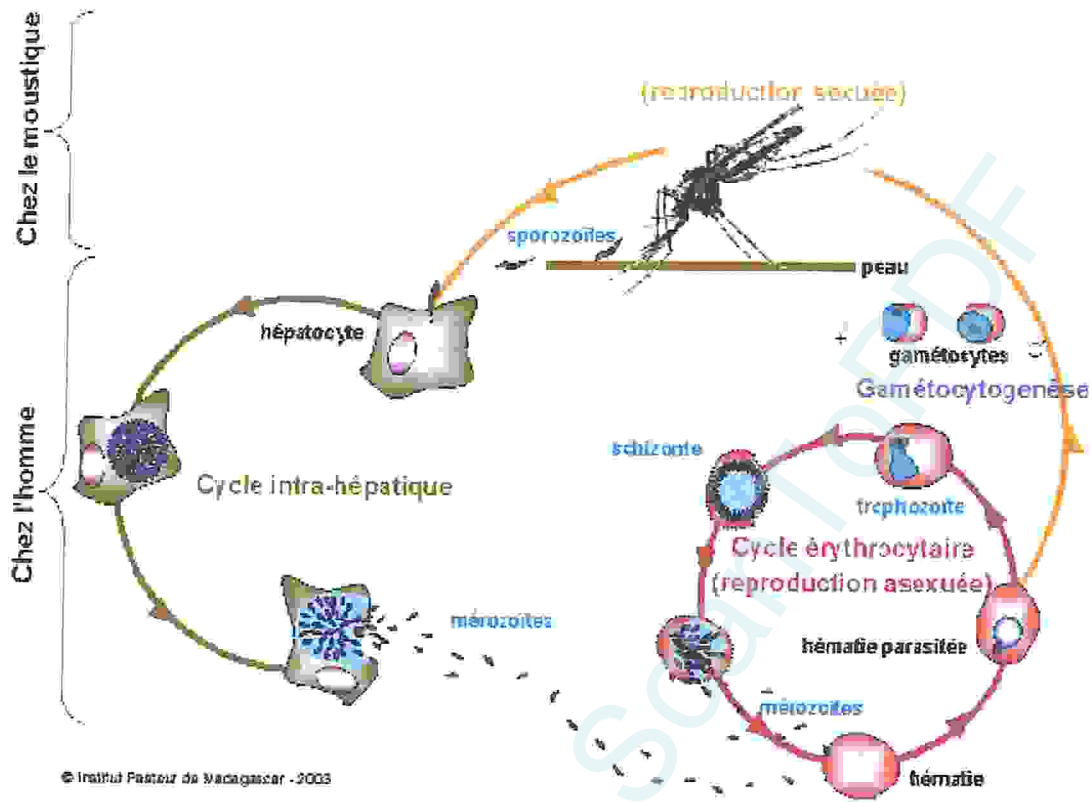 Chez le moustique
(reproduction sexuée)
sporozoïtes
peau
hépatocyte
gamétocytes
Gamétocytogenèse
schizonte
Cycle intra-hépatique
trophozoïte
Cycle érythrocytaire
(reproduction asexuée)
Chez l'homme
mérozoïtes
hématie parasitée
mérozoïtes
hématie
© Institut Pasteur de Madagascar - 2003
ScanToPDF